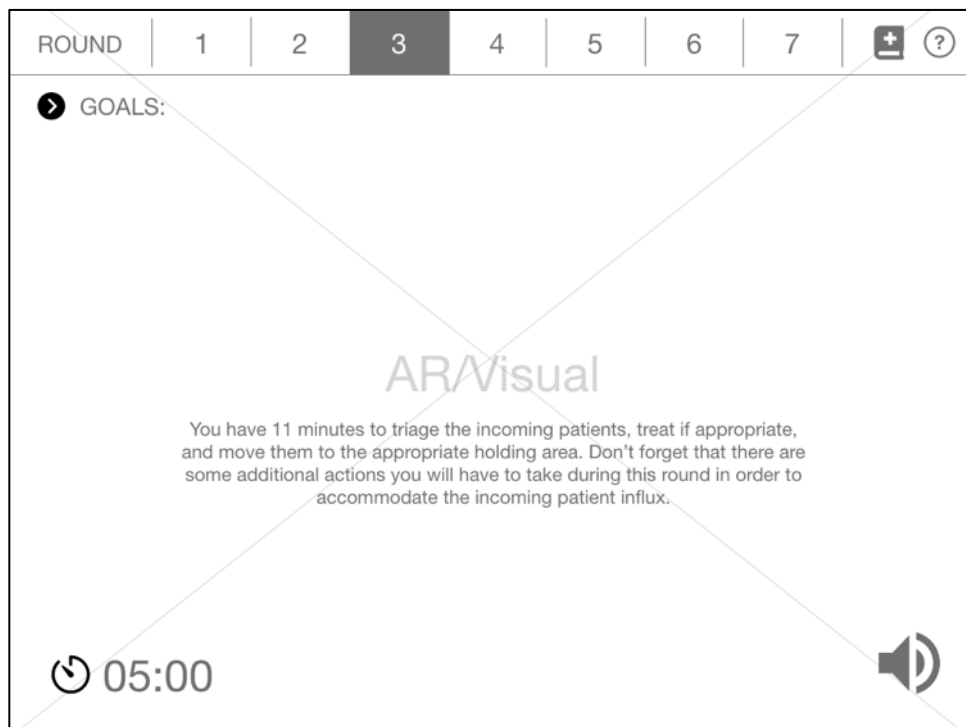 ROUND 1 2 3 4 5 6 7 ?
GOALS:
AR/Visual
You have 11 minutes to triage the incoming patients, treat if appropriate,
and move them to the appropriate holding area. Don’t forget that there are
some additional actions you will have to take during this round in order to
accommodate the incoming patient influx.
05:00